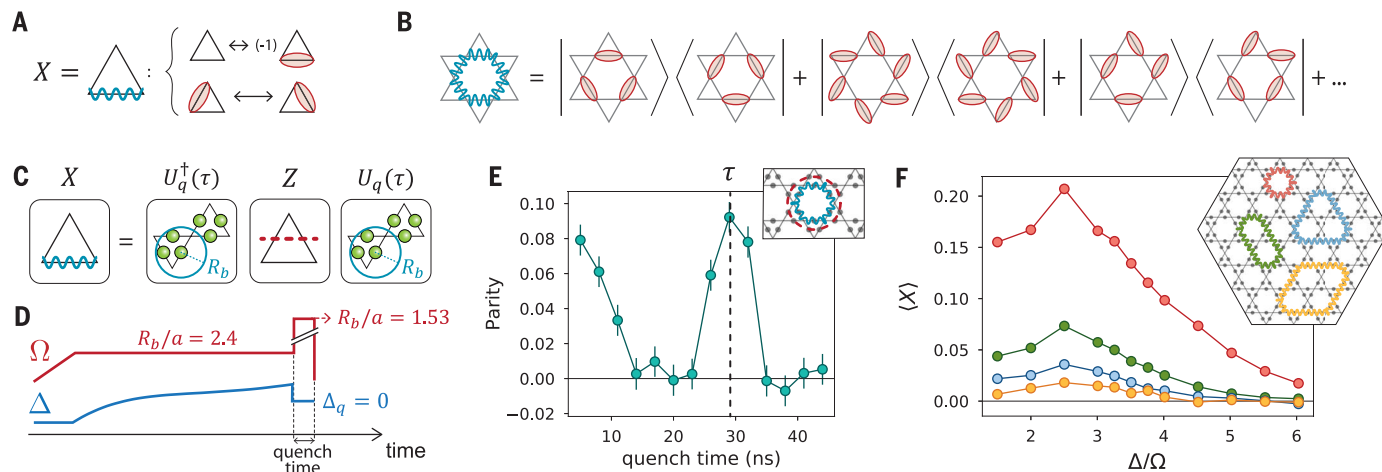 A
X = : ↔ (-1)
↔
B
= + + + ...
C
X U_q^†(τ) Z U_q(τ)
=
R_b R_b
D
Ω R_b/a = 2.4 R_b/a = 1.53
Δ Δ_q = 0
time
quench
time
E
τ
Parity
0.10
0.08
0.06
0.04
0.02
0.00
−0.02
10 20 30 40
quench time (ns)
F
⟨X⟩
0.20
0.15
0.10
0.05
0.00
2 3 4 5 6
Δ/Ω